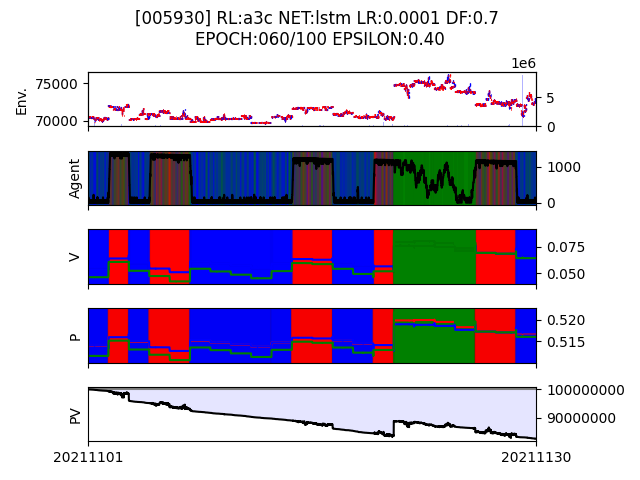 [005930] RL:a3c NET:lstm LR:0.0001 DF:0.7
EPOCH:060/100 EPSILON:0.40
1e6
Env.
75000
70000
5
0
Agent
1000
0
V
0.075
0.050
P
0.520
0.515
PV
100000000
90000000
20211101
20211130